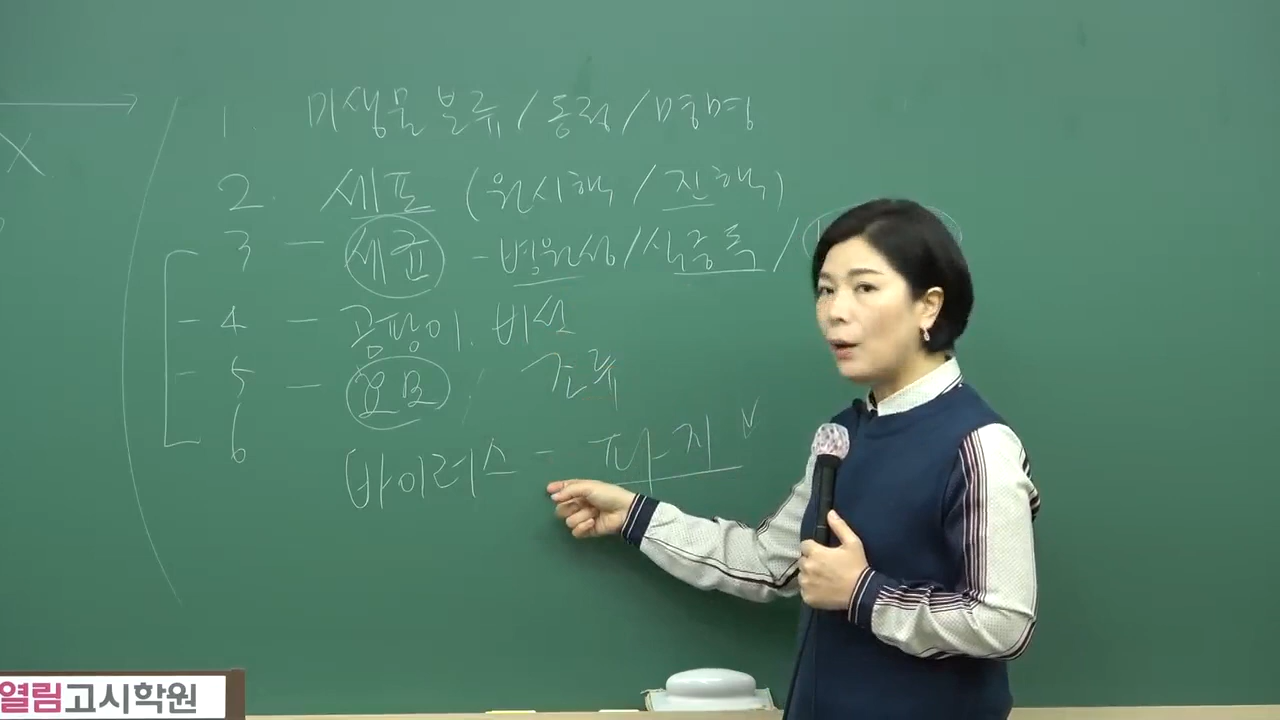 X
1. 미생물 분류/동정/명명
2. 세포 (원시핵/진핵)
3 - 세균 - 병원성/식중독/
4 - 곰팡이. 버섯
5 - 효모, 조류
6 바이러스 - 파지 ✓
열림고시학원